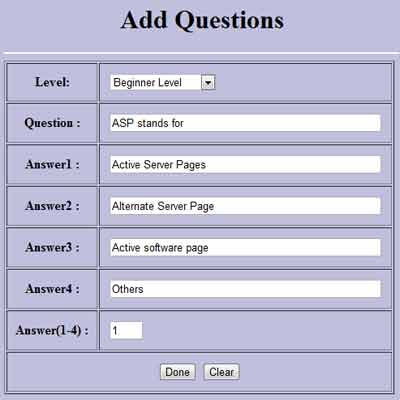 Add Questions
Level: Beginner Level
Question : ASP stands for
Answer1 : Active Server Pages
Answer2 : Alternate Server Page
Answer3 : Active software page
Answer4 : Others
Answer(1-4) : 1
Done Clear